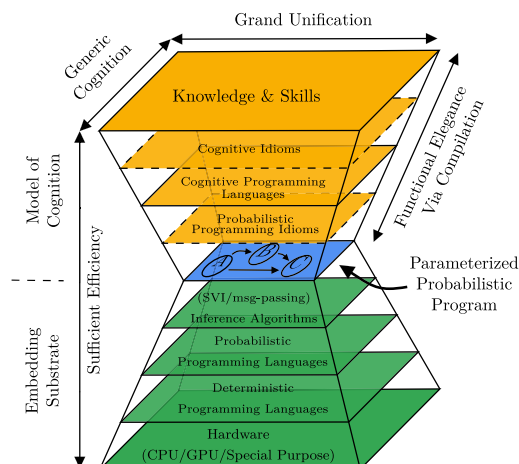 Grand Unification
Generic
Cognition
Knowledge & Skills
Cognitive Idioms
Cognitive Programming
Languages
Probabilistic
Programming Idioms
Model of
Cognition
Functional Elegance
Via Compilation
A
B
C
Parameterized
Probabilistic
Program
Sufficient Efficiency
(SVI/msg-passing)
Inference Algorithms
Probabilistic
Programming Languages
Deterministic
Programming Languages
Embedding
Substrate
Hardware
(CPU/GPU/Special Purpose)